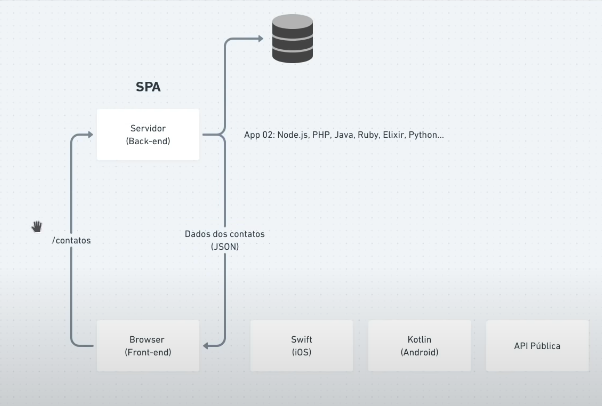 SPA
Servidor
(Back-end)
App 02: Node.js, PHP, Java, Ruby, Elixir, Python...
/contatos
Dados dos contatos
(JSON)
Browser
(Front-end)
Swift
(iOS)
Kotlin
(Android)
API Pública